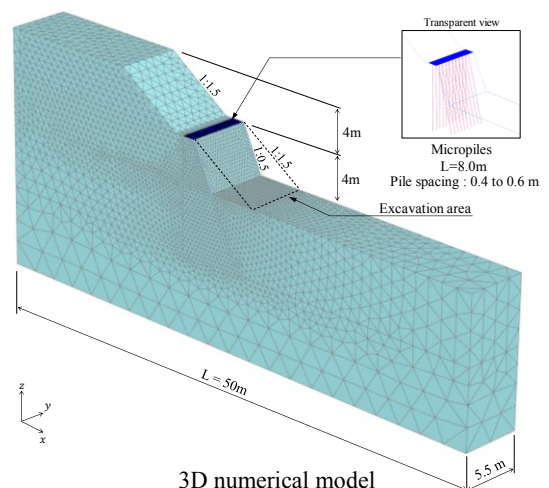 Transparent view
Micropiles
L=8.0m
Pile spacing : 0.4 to 0.6 m
1:1.5
4m
1:0.5
1:1.5
4m
Excavation area
L = 50m
5.5 m
z
y
x
3D numerical model